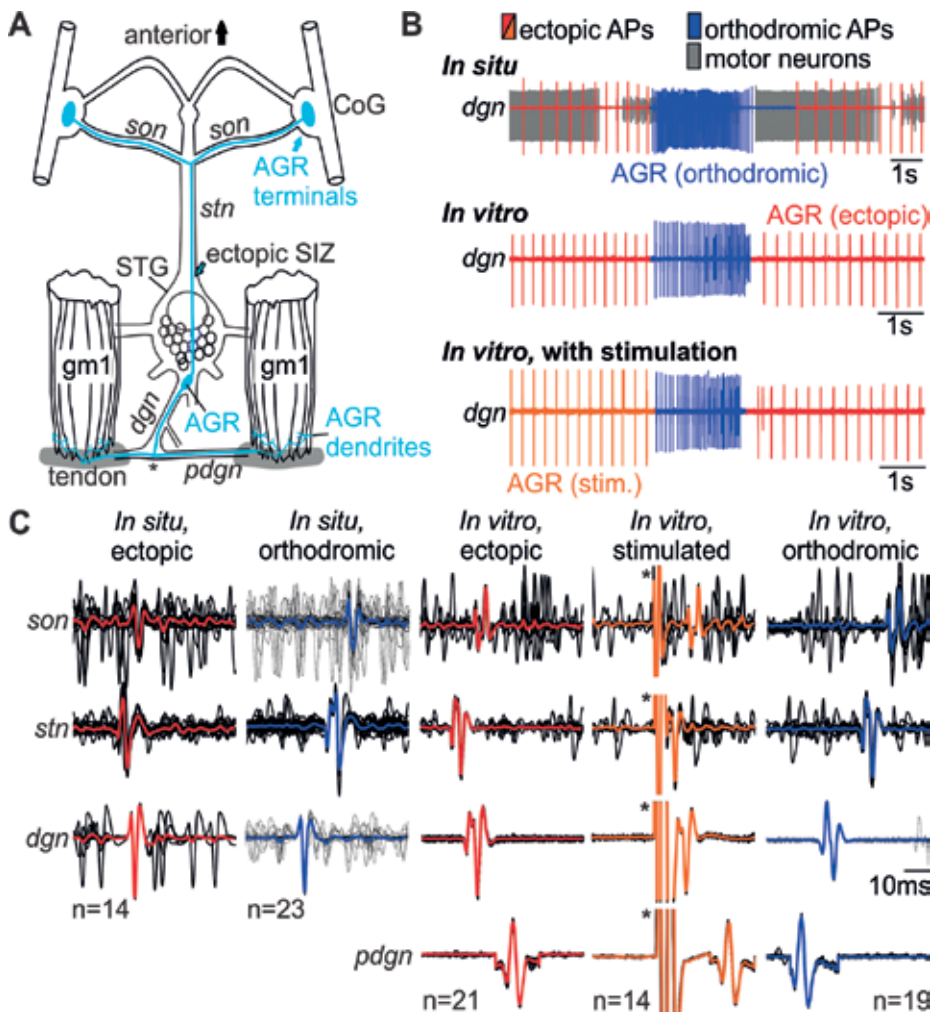 A
anterior
CoG
son
son
AGR
terminals
stn
ectopic SIZ
STG
gm1
gm1
dgn
AGR
AGR
dendrites
tendon
*
pdgn
B
ectopic APs
orthodromic APs
motor neurons
In situ
dgn
AGR (orthodromic)
1s
In vitro
AGR (ectopic)
dgn
1s
In vitro, with stimulation
dgn
AGR (stim.)
1s
C
In situ,
ectopic
In situ,
orthodromic
In vitro,
ectopic
In vitro,
stimulated
In vitro,
orthodromic
son
*
stn
*
dgn
*
10ms
n=14
n=23
pdgn
*
n=21
n=14
n=19